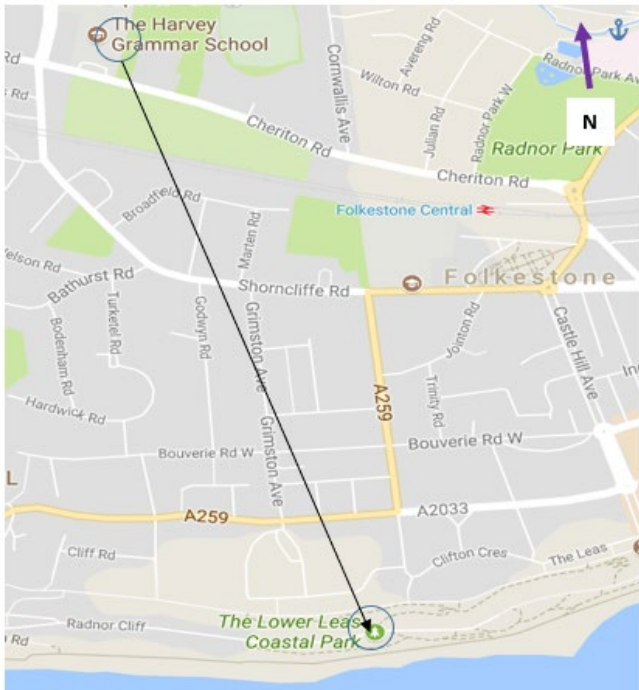 The Harvey
Grammar School
Rd
Cornwallis Ave
Avereng Rd
Wilton Rd
Radnor Park Av
N
Julian Rd
Radnor Park W
Radnor Park
Cheriton Rd
Cheriton Rd
Broadfield Rd
Folkestone Central
Marten Rd
Bathurst Rd
Folkestone
Shorncliffe Rd
Turketel Rd
Godwyn Rd
Grimston Ave
Jointon Rd
Castle Hill Ave
Bodenham Rd
A259
Trinity Rd
Hardwick Rd
Grimston Ave
Bouverie Rd W
Bouverie Rd W
L
A259
A2033
Cliff Rd
Clifton Cres
The Leas
Radnor Cliff
The Lower Leas
Coastal Park
Rd